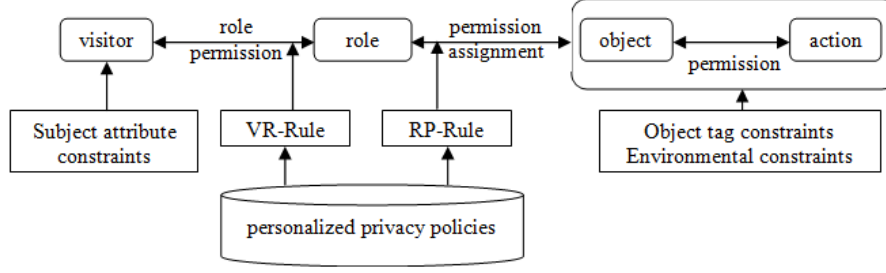 visitor
role
permission
role
permission
assignment
object
permission
action
Subject attribute
constraints
VR-Rule
RP-Rule
Object tag constraints
Environmental constraints
personalized privacy policies